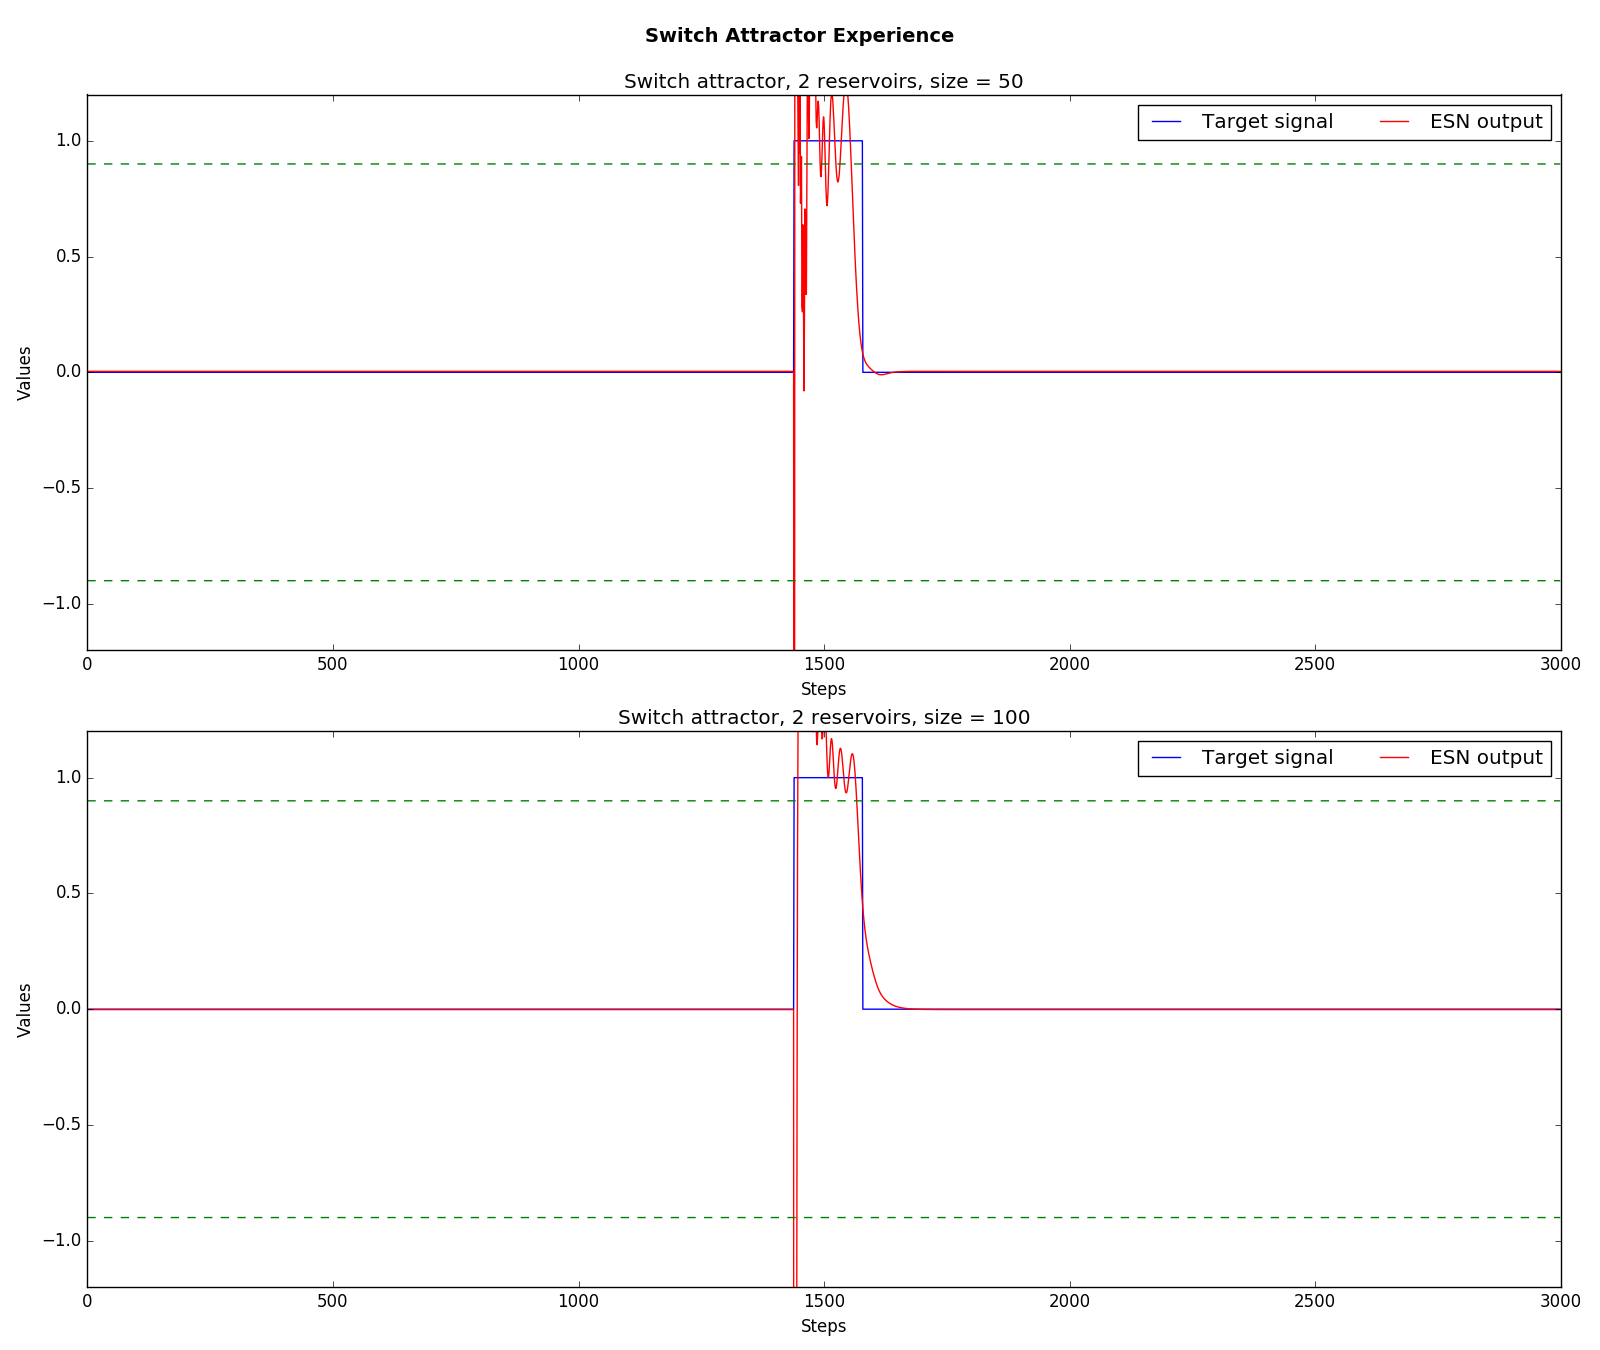 Switch Attractor Experience
Switch attractor, 2 reservoirs, size = 50
Target signal ESN output
1.0
0.5
0.0
−0.5
−1.0
Values
0 500 1000 1500 2000 2500 3000
Steps
Switch attractor, 2 reservoirs, size = 100
Target signal ESN output
1.0
0.5
0.0
−0.5
−1.0
Values
0 500 1000 1500 2000 2500 3000
Steps